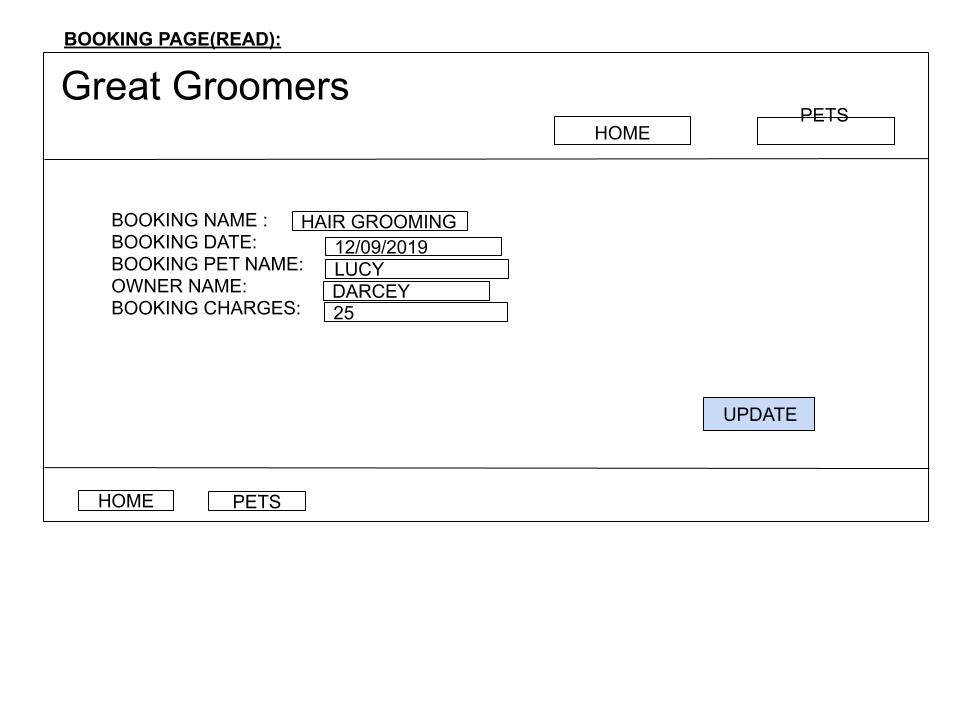 BOOKING PAGE(READ):
Great Groomers
HOME
PETS
BOOKING NAME : HAIR GROOMING
BOOKING DATE: 12/09/2019
BOOKING PET NAME: LUCY
OWNER NAME: DARCEY
BOOKING CHARGES: 25
UPDATE
HOME
PETS